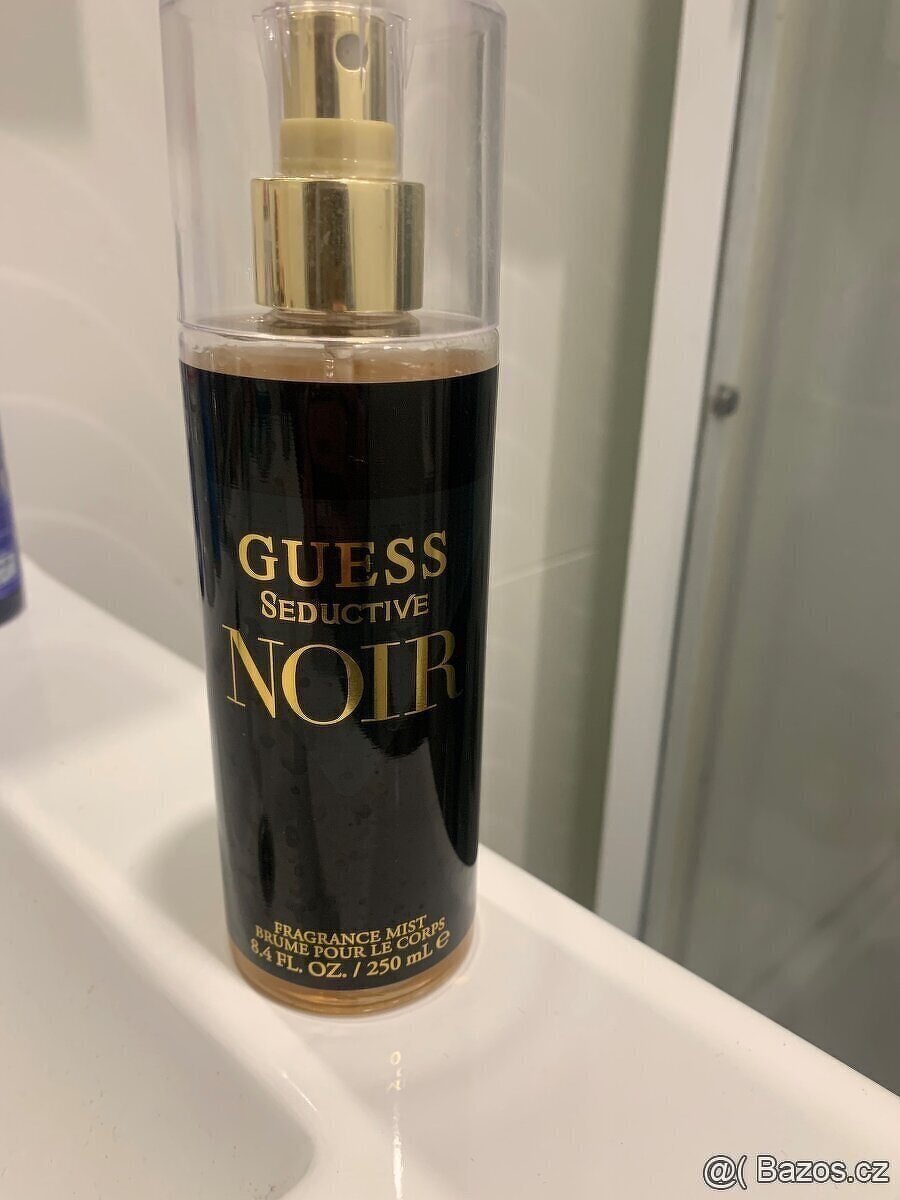 GUESS
SEDUCTIVE
NOIR
FRAGRANCE MIST
BRUME POUR LE CORPS
8.4 FL. OZ. / 250 mL ℮
@( Bazos.cz